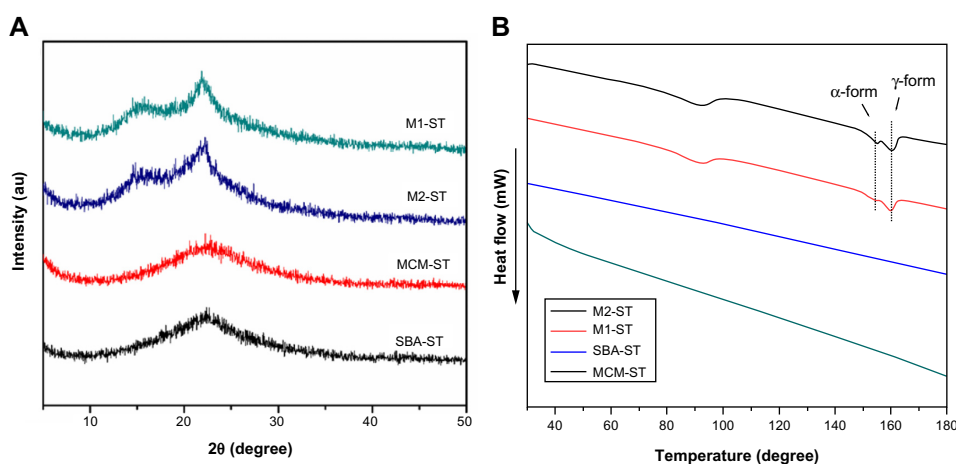 A
Intensity (au)
M1-ST
M2-ST
MCM-ST
SBA-ST
10 20 30 40 50
2θ (degree)
B
Heat flow (mW)
α-form
γ-form
M2-ST
M1-ST
SBA-ST
MCM-ST
40 60 80 100 120 140 160 180
Temperature (degree)